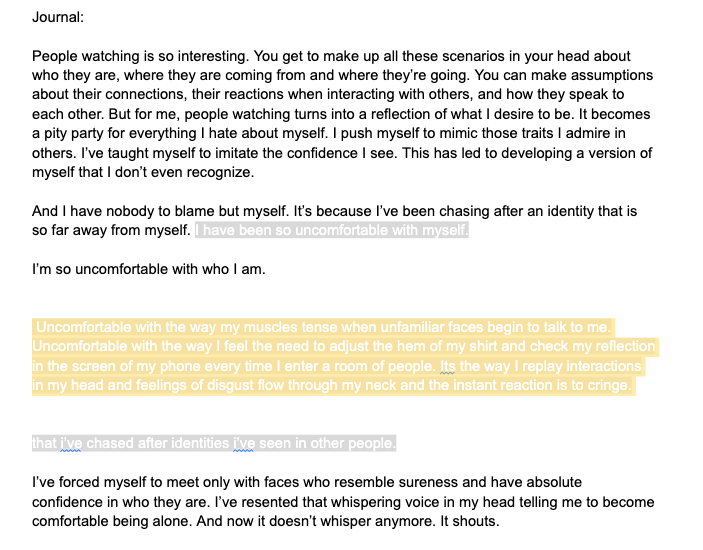 Journal:
People watching is so interesting. You get to make up all these scenarios in your head about
who they are, where they are coming from and where they're going. You can make assumptions
about their connections, their reactions when interacting with others, and how they speak to
each other. But for me, people watching turns into a reflection of what I desire to be. It becomes
a pity party for everything I hate about myself. I push myself to mimic those traits I admire in
others. I've taught myself to imitate the confidence I see. This has led to developing a version of
myself that I don't even recognize.
And I have nobody to blame but myself. It's because I've been chasing after an identity that is
so far away from myself. I have been so uncomfortable with myself.
I'm so uncomfortable with who I am.
Uncomfortable with the way my muscles tense when unfamiliar faces begin to talk to me.
Uncomfortable with the way I feel the need to adjust the hem of my shirt and check my reflection
in the screen of my phone every time I enter a room of people. Its the way I replay interactions
in my head and feelings of disgust flow through my neck and the instant reaction is to cringe.
that i've chased after identities i've seen in other people.
I've forced myself to meet only with faces who resemble sureness and have absolute
confidence in who they are. I've resented that whispering voice in my head telling me to become
comfortable being alone. And now it doesn't whisper anymore. It shouts.